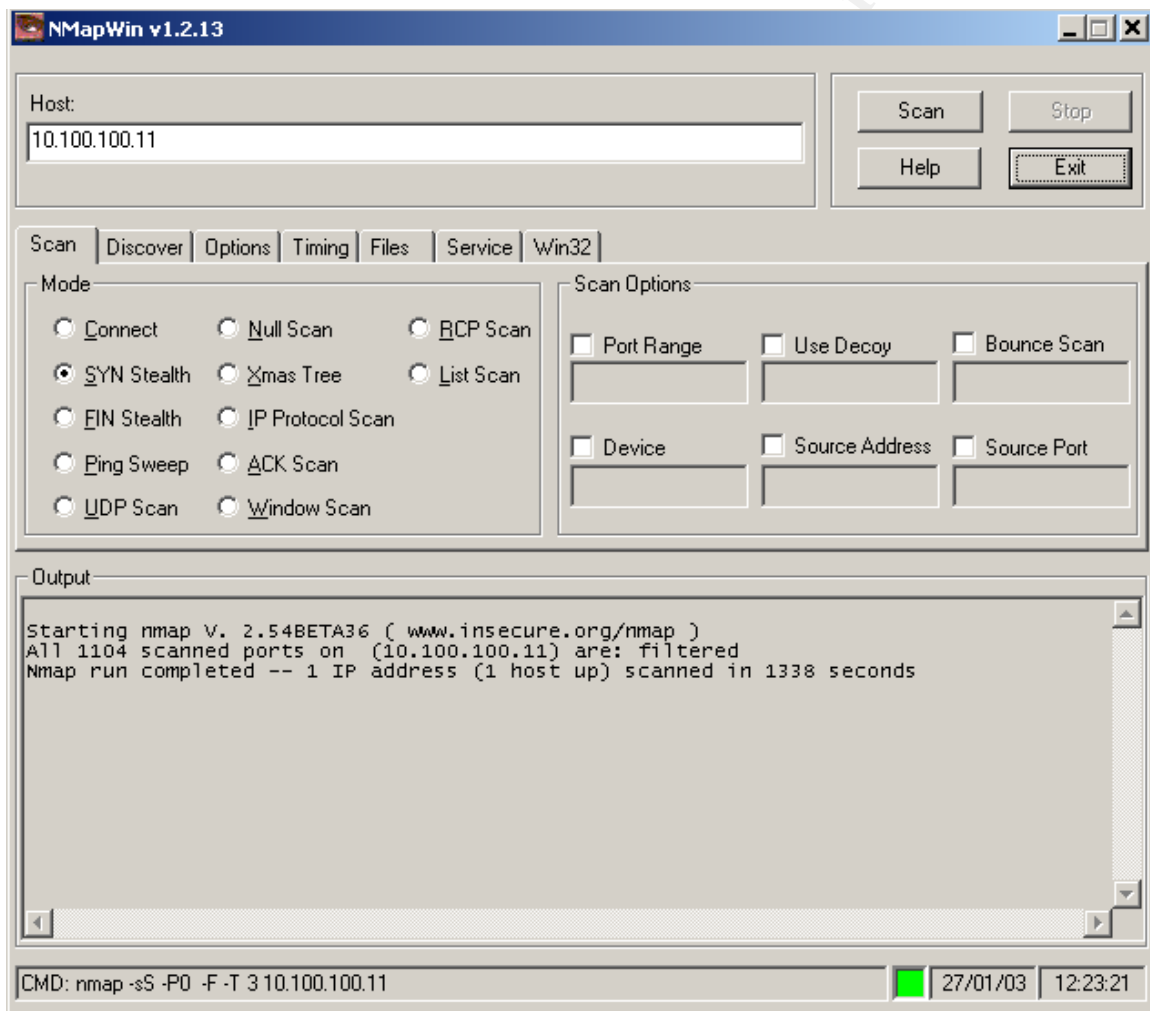 NMapWin v1.2.13
Host:
10.100.100.11
Scan
Stop
Help
Exit
Scan Discover Options Timing Files Service Win32
Mode
Connect Null Scan RCP Scan
SYN Stealth Xmas Tree List Scan
FIN Stealth IP Protocol Scan
Ping Sweep ACK Scan
UDP Scan Window Scan
Scan Options
Port Range Use Decoy Bounce Scan
Device Source Address Source Port
Output
Starting nmap V. 2.54BETA36 ( www.insecure.org/nmap )
All 1104 scanned ports on (10.100.100.11) are: filtered
Nmap run completed -- 1 IP address (1 host up) scanned in 1338 seconds
CMD: nmap -sS -P0 -F -T 3 10.100.100.11
27/01/03 12:23:21